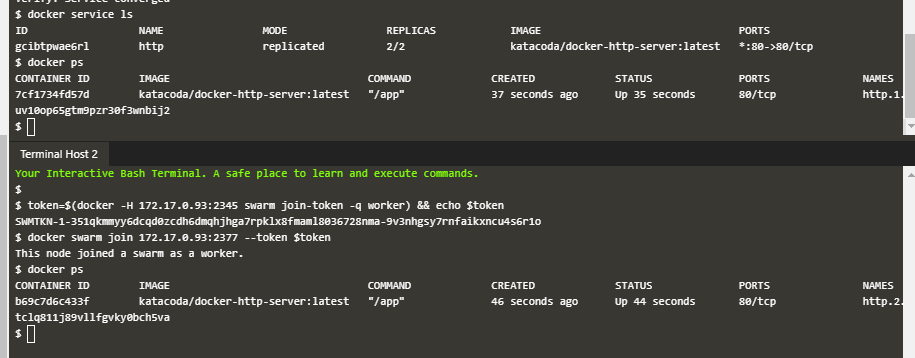 verify: Service converged
$ docker service ls
ID NAME MODE REPLICAS IMAGE PORTS
gcibtpwae6rl http replicated 2/2 katacoda/docker-http-server:latest *:80->80/tcp
$ docker ps
CONTAINER ID IMAGE COMMAND CREATED STATUS PORTS NAMES
7cf1734fd57d katacoda/docker-http-server:latest "/app" 37 seconds ago Up 35 seconds 80/tcp http.1.
uv10op65gtm9pzr30f3wnbij2
$
Terminal Host 2
Your Interactive Bash Terminal. A safe place to learn and execute commands.
$
$ token=$(docker -H 172.17.0.93:2345 swarm join-token -q worker) && echo $token
SWMTKN-1-351qkmmyy6dcqd0zcdh6dmqhjhga7rpklx8fmaml8036728nma-9v3nhgsy7rnfaikxncu4s6r1o
$ docker swarm join 172.17.0.93:2377 --token $token
This node joined a swarm as a worker.
$ docker ps
CONTAINER ID IMAGE COMMAND CREATED STATUS PORTS NAMES
b69c7d6c433f katacoda/docker-http-server:latest "/app" 46 seconds ago Up 44 seconds 80/tcp http.2.
tclq811j89vllfgvky0bch5va
$